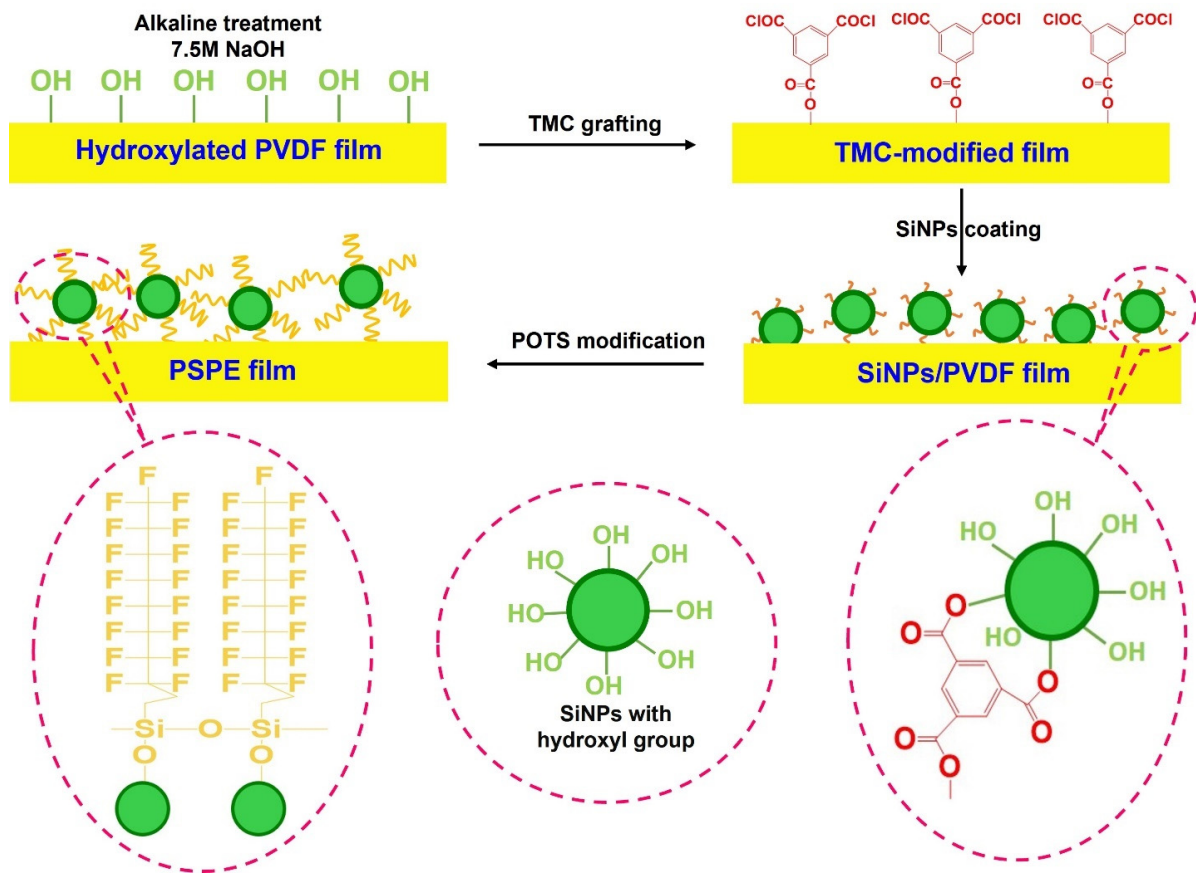 Alkaline treatment
7.5M NaOH
OH OH OH OH OH OH
Hydroxylated PVDF film
TMC grafting
ClOC COCl ClOC COCl ClOC COCl
O O O
O O O
TMC-modified film
SiNPs coating
SiNPs/PVDF film
POTS modification
PSPE film
F F
F F F F
F F F F
F F F F
F F F F
F F F F
F F F F
F F F F
F F F F
Si O Si
O O
OH
HO OH
HO OH
HO OH
OH
SiNPs with
hydroxyl group
OH
HO OH
OH
O
O HO OH
OH
O
O O
O